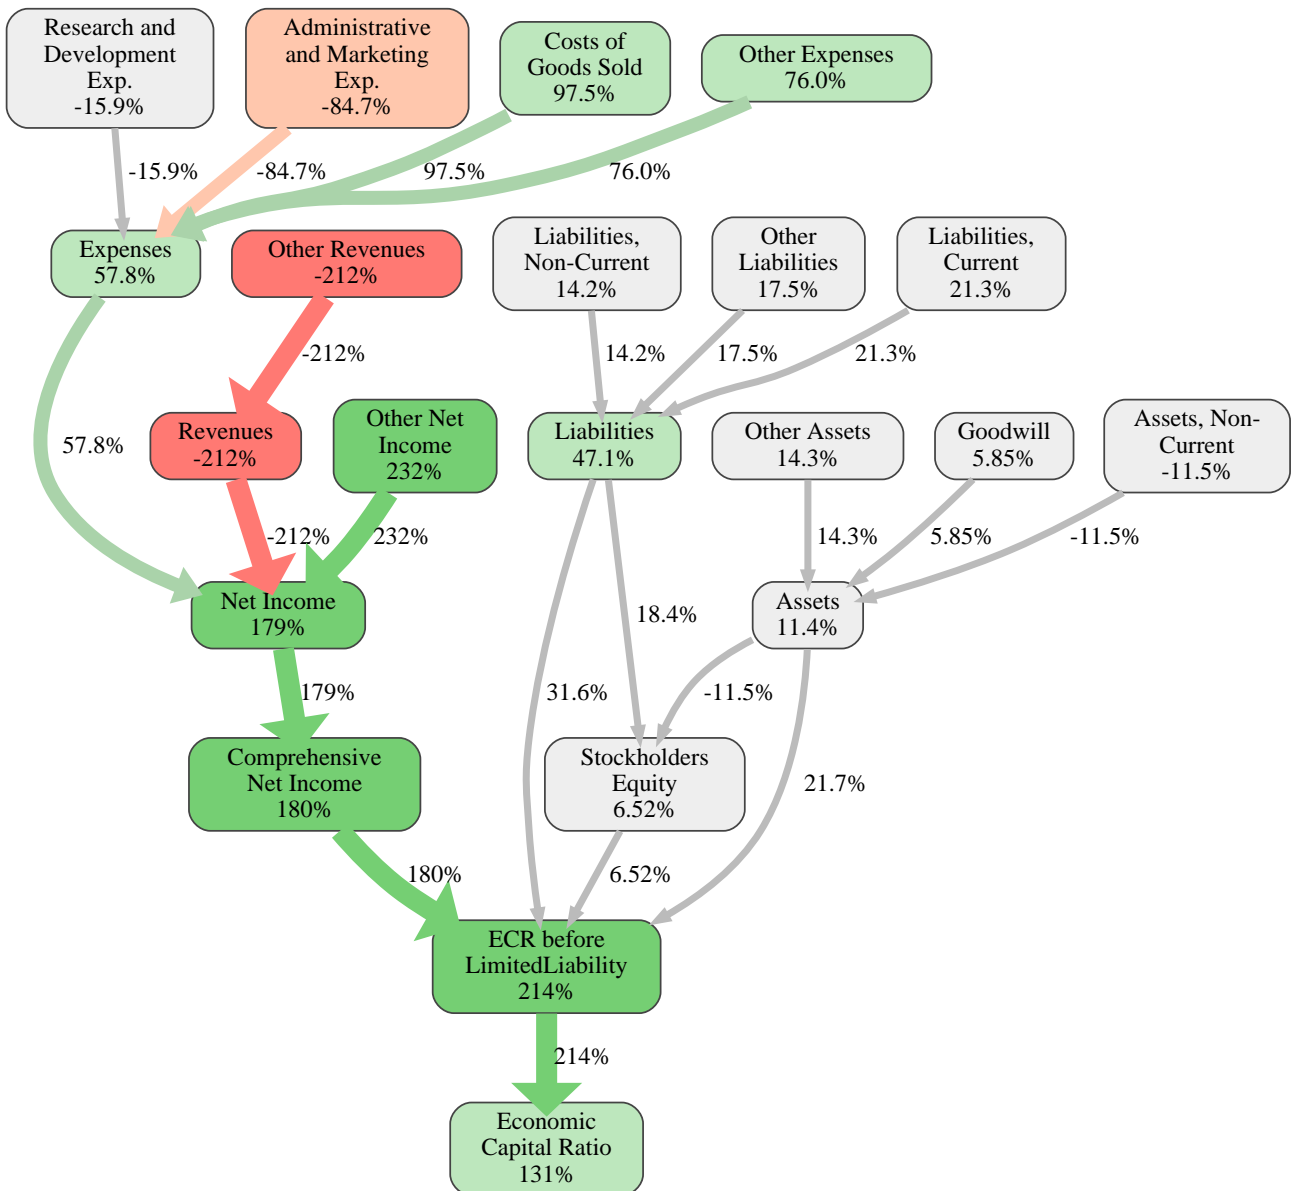 Research and
Development
Exp.
-15.9%
Administrative
and Marketing
Exp.
-84.7%
Costs of
Goods Sold
97.5%
Other Expenses
76.0%
-15.9%
-84.7%
97.5%
76.0%
Expenses
57.8%
Other Revenues
-212%
Liabilities,
Non-Current
14.2%
Other
Liabilities
17.5%
Liabilities,
Current
21.3%
-212%
14.2%
17.5%
21.3%
57.8%
Revenues
-212%
Other Net
Income
232%
Liabilities
47.1%
Other Assets
14.3%
Goodwill
5.85%
Assets, Non-
Current
-11.5%
-212%
232%
14.3%
5.85%
-11.5%
Net Income
179%
18.4%
Assets
11.4%
179%
31.6%
-11.5%
Comprehensive
Net Income
180%
Stockholders
Equity
6.52%
21.7%
180%
6.52%
ECR before
LimitedLiability
214%
214%
Economic
Capital Ratio
131%